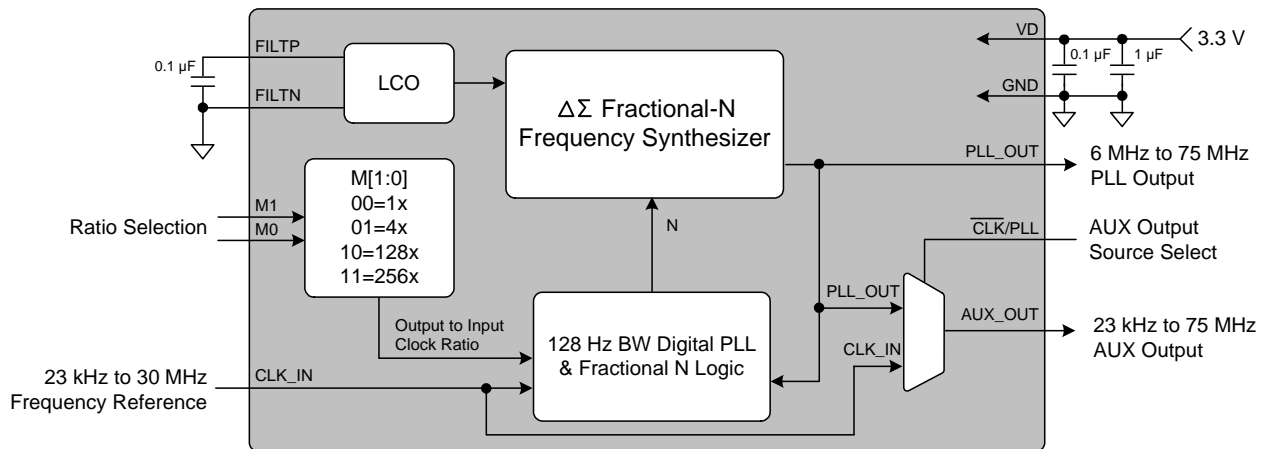 FILTP
0.1 µF
FILTN
LCO
ΔΣ Fractional-N
Frequency Synthesizer
VD
3.3 V
0.1 µF
1 µF
GND
PLL_OUT
6 MHz to 75 MHz
PLL Output
Ratio Selection
M1
M0
M[1:0]
00=1x
01=4x
10=128x
11=256x
N
C̅L̅K̅/PLL
AUX Output
Source Select
Output to Input
Clock Ratio
128 Hz BW Digital PLL
& Fractional N Logic
PLL_OUT
CLK_IN
AUX_OUT
23 kHz to 75 MHz
AUX Output
23 kHz to 30 MHz
Frequency Reference
CLK_IN